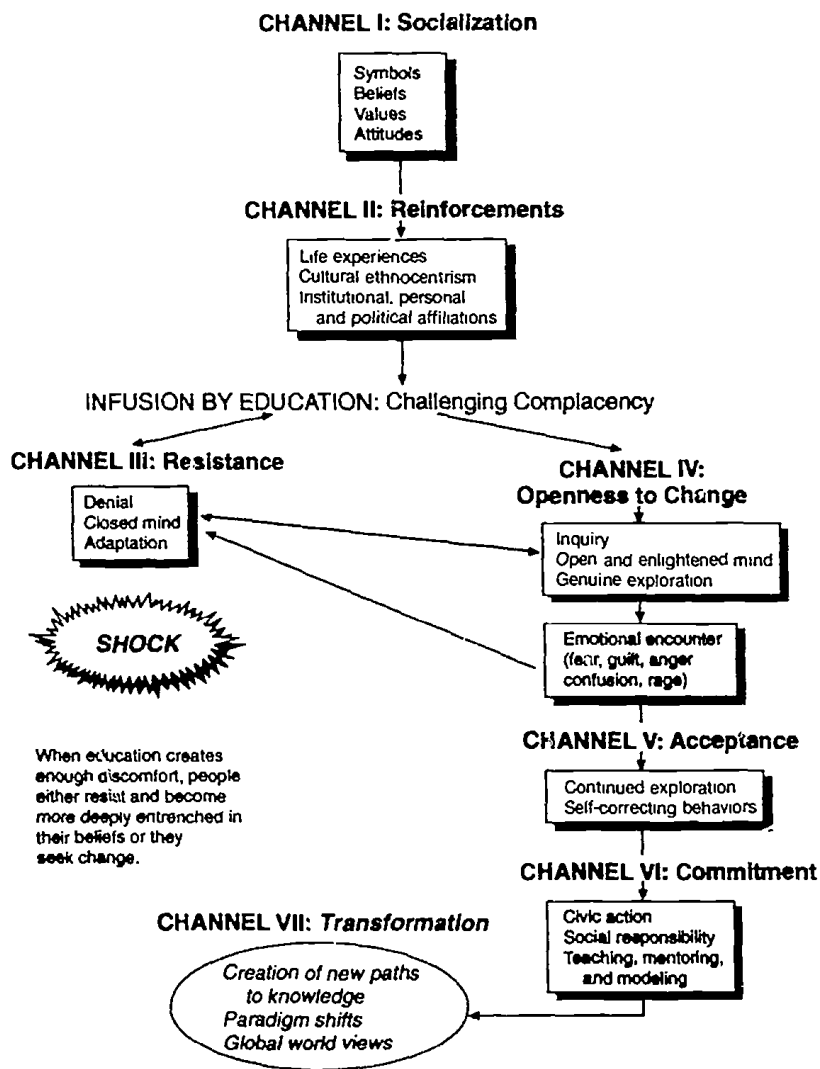 CHANNEL I: Socialization
Symbols
Beliefs
Values
Attitudes
CHANNEL II: Reinforcements
Life experiences
Cultural ethnocentrism
Institutional, personal
and political affiliations
INFUSION BY EDUCATION: Challenging Complacency
CHANNEL III: Resistance
Denial
Closed mind
Adaptation
SHOCK
When education creates
enough discomfort, people
either resist and become
more deeply entrenched in
their beliefs or they
seek change.
CHANNEL IV:
Openness to Change
Inquiry
Open and enlightened mind
Genuine exploration
Emotional encounter
(fear, guilt, anger
confusion, rage)
CHANNEL V: Acceptance
Continued exploration
Self-correcting behaviors
CHANNEL VI: Commitment
Civic action
Social responsibility
Teaching, mentoring,
and modeling
CHANNEL VII: Transformation
Creation of new paths
to knowledge
Paradigm shifts
Global world views